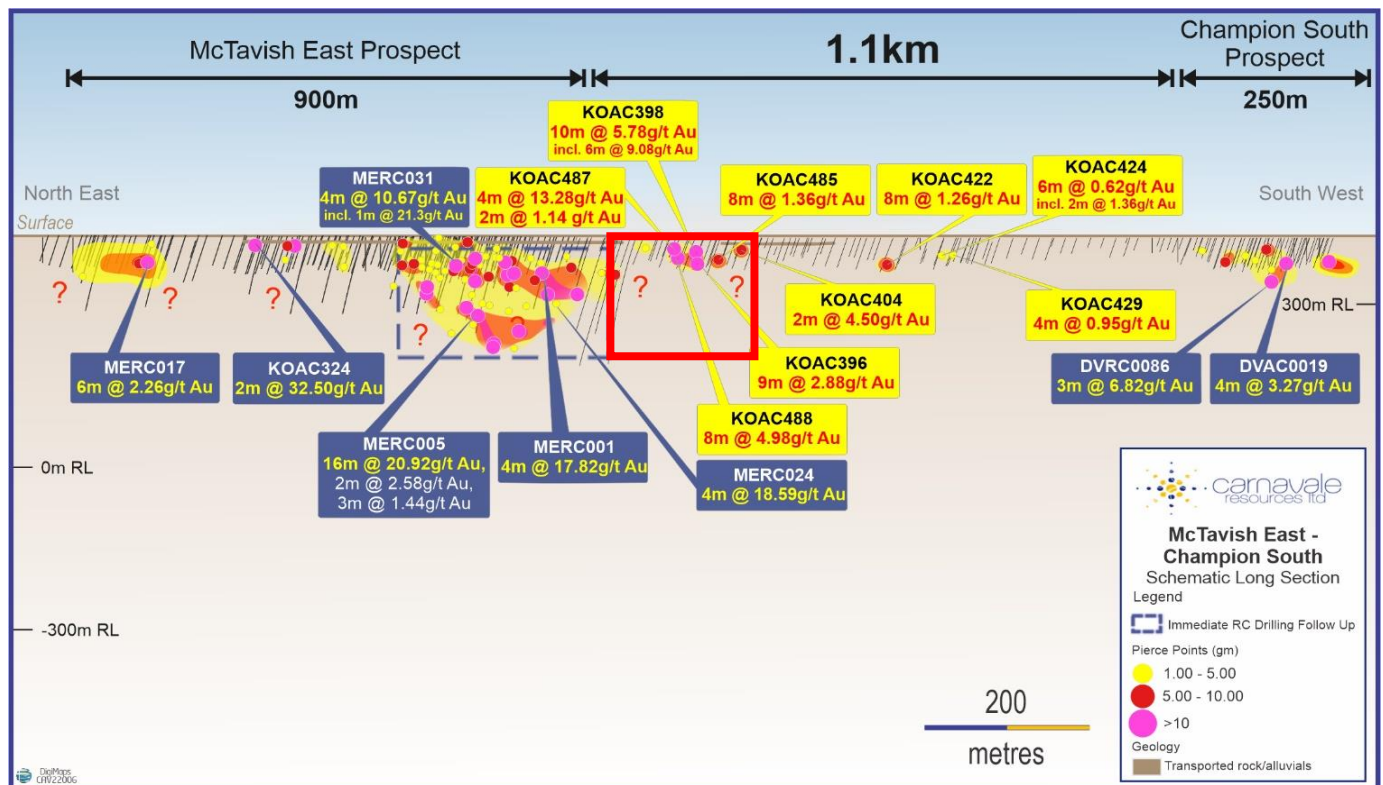 McTavish East Prospect
900m
1.1km
Champion South
Prospect
250m
North East
Surface
South West
KOAC398
10m @ 5.78g/t Au
incl. 6m @ 9.08g/t Au
MERC031
4m @ 10.67g/t Au
incl. 1m @ 21.3g/t Au
KOAC487
4m @ 13.28g/t Au
2m @ 1.14 g/t Au
KOAC485
8m @ 1.36g/t Au
KOAC422
8m @ 1.26g/t Au
KOAC424
6m @ 0.62g/t Au
incl. 2m @ 1.36g/t Au
?
?
?
?
?
?
?
300m RL
KOAC404
2m @ 4.50g/t Au
KOAC429
4m @ 0.95g/t Au
MERC017
6m @ 2.26g/t Au
KOAC324
2m @ 32.50g/t Au
KOAC396
9m @ 2.88g/t Au
DVRC0086
3m @ 6.82g/t Au
DVAC0019
4m @ 3.27g/t Au
KOAC488
8m @ 4.98g/t Au
MERC005
16m @ 20.92g/t Au,
2m @ 2.58g/t Au,
3m @ 1.44g/t Au
MERC001
4m @ 17.82g/t Au
MERC024
4m @ 18.59g/t Au
0m RL
-300m RL
200
metres
carnavale
resources ltd
McTavish East -
Champion South
Schematic Long Section
Legend
Immediate RC Drilling Follow Up
Pierce Points (gm)
1.00 - 5.00
5.00 - 10.00
>10
Geology
Transported rock/alluvials
DigiMaps
CAV22006